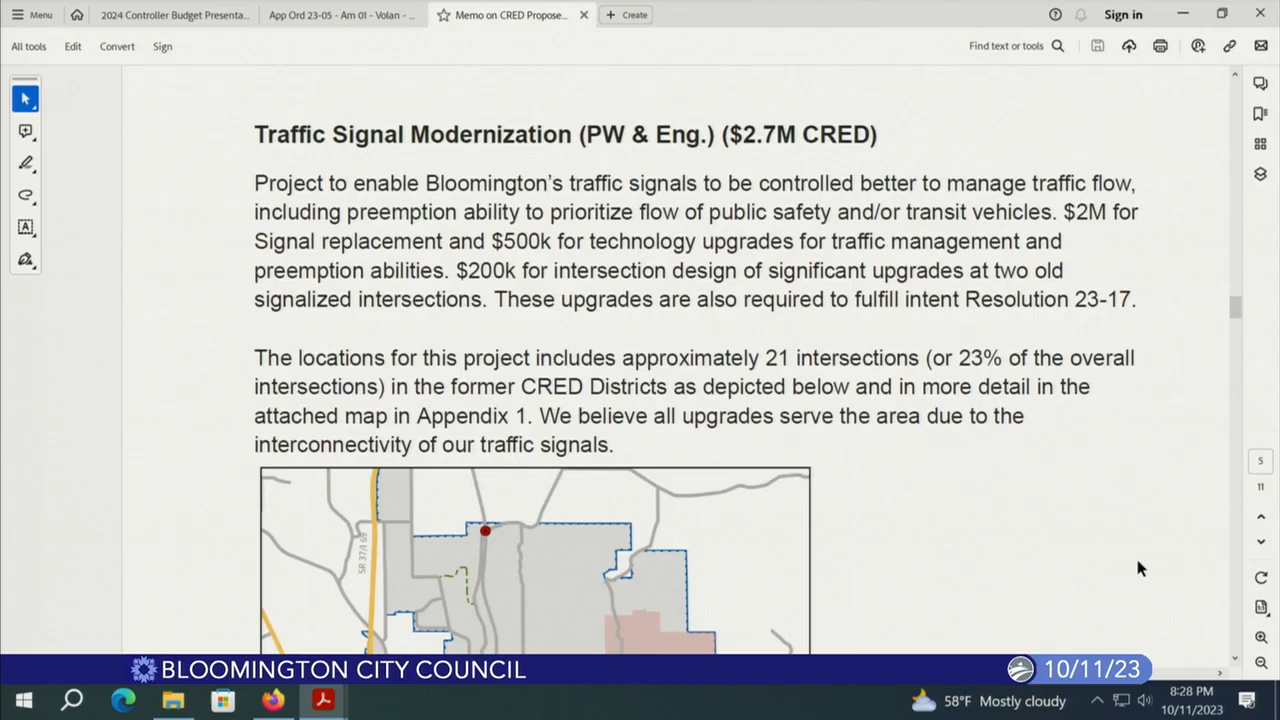 Menu
2024 Controller Budget Presenta...
App Ord 23-05 - Am 01 - Volan - ...
Memo on CRED Propose...
Create
Sign in
All tools
Edit
Convert
Sign
Find text or tools
Traffic Signal Modernization (PW & Eng.) ($2.7M CRED)
Project to enable Bloomington's traffic signals to be controlled better to manage traffic flow,
including preemption ability to prioritize flow of public safety and/or transit vehicles. $2M for
Signal replacement and $500k for technology upgrades for traffic management and
preemption abilities. $200k for intersection design of significant upgrades at two old
signalized intersections. These upgrades are also required to fulfill intent Resolution 23-17.
The locations for this project includes approximately 21 intersections (or 23% of the overall
intersections) in the former CRED Districts as depicted below and in more detail in the
attached map in Appendix 1. We believe all upgrades serve the area due to the
interconnectivity of our traffic signals.
SR 37/I 69
5
11
BLOOMINGTON CITY COUNCIL
10/11/23
58°F Mostly cloudy
8:28 PM
10/11/2023